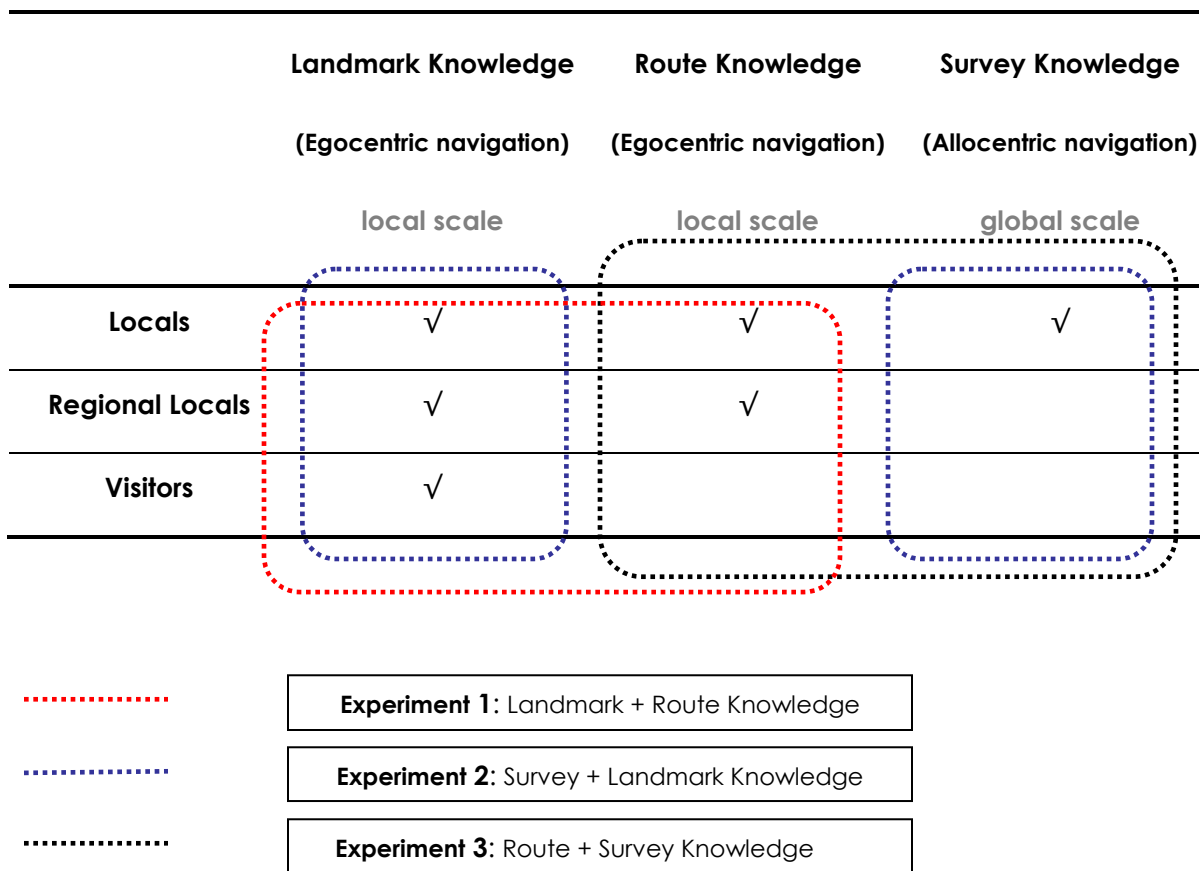 Landmark Knowledge Route Knowledge Survey Knowledge
(Egocentric navigation) (Egocentric navigation) (Allocentric navigation)
local scale local scale global scale
Locals √ √ √
Regional Locals √ √
Visitors √
Experiment 1: Landmark + Route Knowledge
Experiment 2: Survey + Landmark Knowledge
Experiment 3: Route + Survey Knowledge